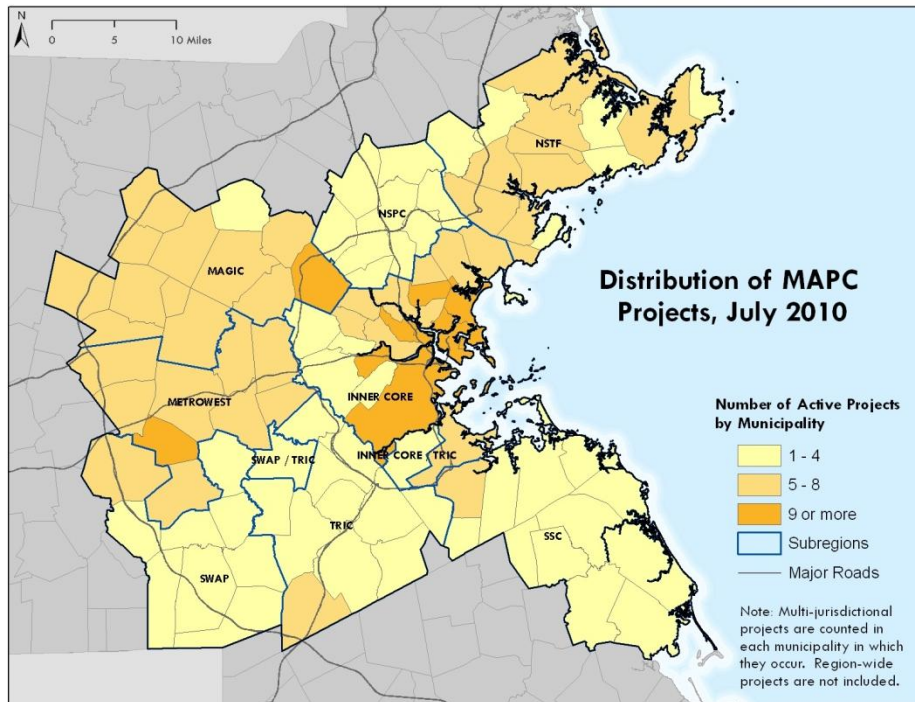 N
0 5 10 Miles
NSTF
NSPC
MAGIC
Distribution of MAPC
Projects, July 2010
INNER CORE
METROWEST
Number of Active Projects
by Municipality
1 - 4
5 - 8
9 or more
Subregions
Major Roads
SWAP / TRIC
INNER CORE
TRIC
TRIC
SSC
SWAP
Note: Multi-jurisdictional
projects are counted in
each municipality in which
they occur. Region-wide
projects are not included.